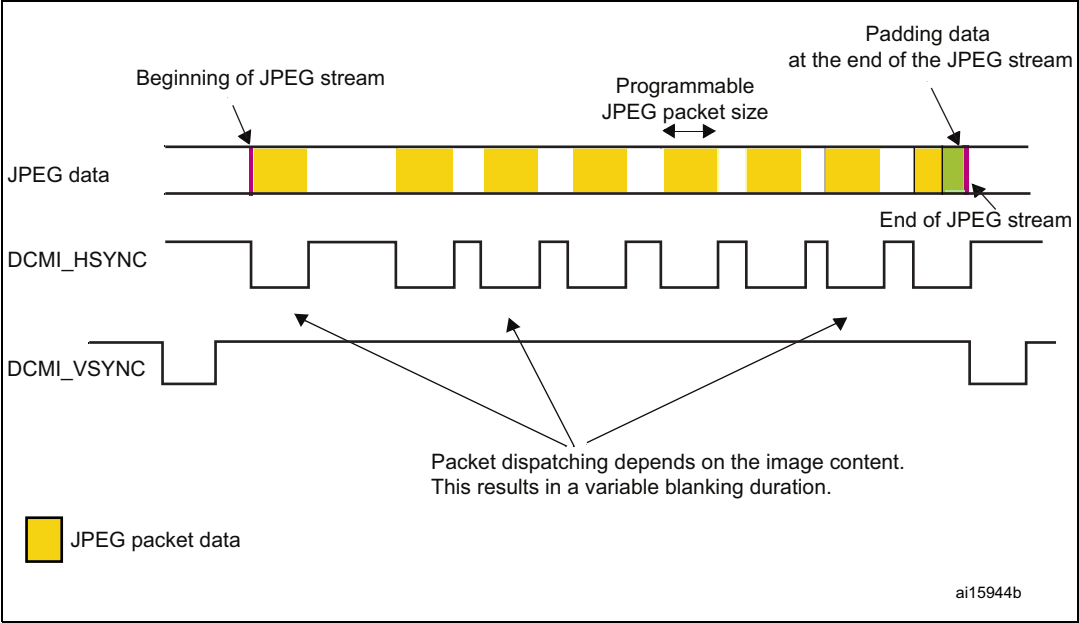 Padding data
at the end of the JPEG stream
Beginning of JPEG stream
Programmable
JPEG packet size
JPEG data
End of JPEG stream
DCMI_HSYNC
DCMI_VSYNC
Packet dispatching depends on the image content.
This results in a variable blanking duration.
JPEG packet data
ai15944b